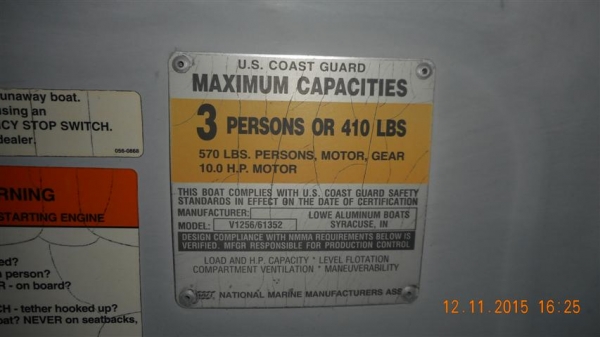 unaway boat.
sing an
CY STOP SWITCH.
dealer.
RNING
STARTING ENGINE
ed?
person?
R - on board?
CH - tether hooked up?
oat? NEVER on seatbacks,
U.S. COAST GUARD
MAXIMUM CAPACITIES
3 PERSONS OR 410 LBS
570 LBS. PERSONS, MOTOR, GEAR
10.0 H.P. MOTOR
THIS BOAT COMPLIES WITH U.S. COAST GUARD SAFETY
STANDARDS IN EFFECT ON THE DATE OF CERTIFICATION
MANUFACTURER: LOWE ALUMINUM BOATS
MODEL: V1256/61352 SYRACUSE, IN
DESIGN COMPLIANCE WITH NMMA REQUIREMENTS BELOW IS
VERIFIED. MFGR RESPONSIBLE FOR PRODUCTION CONTROL
LOAD AND H.P. CAPACITY * LEVEL FLOTATION
COMPARTMENT VENTILATION * MANEUVERABILITY
NATIONAL MARINE MANUFACTURERS ASS
12.11.2015 16:25